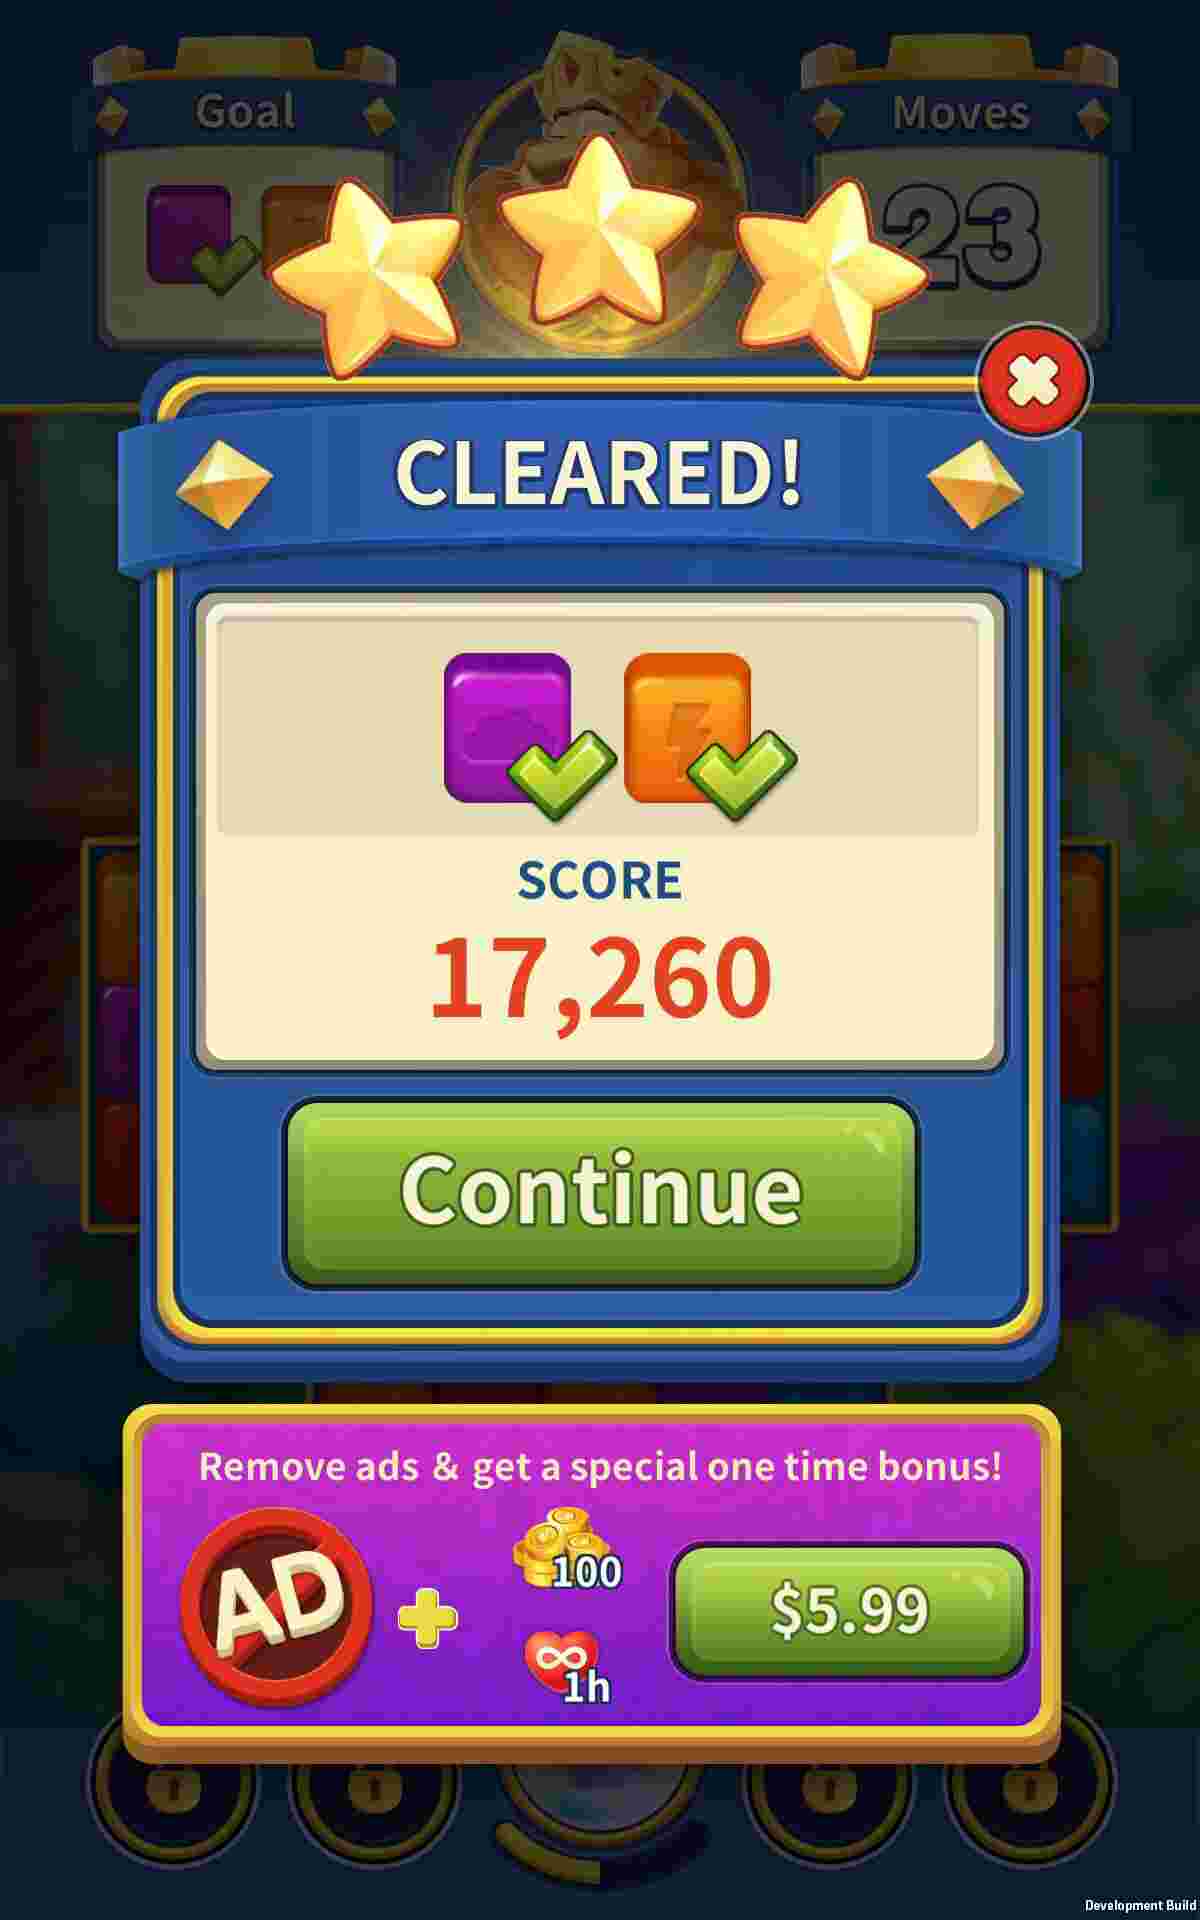 Goal
Moves
23
CLEARED!
SCORE
17,260
Continue
Remove ads & get a special one time bonus!
AD
100
1h
$5.99
Development Build